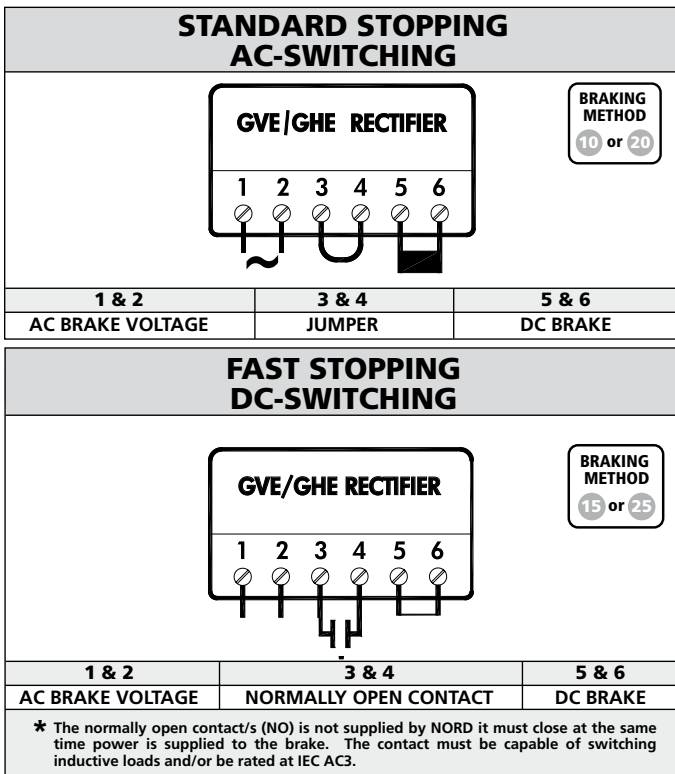 STANDARD STOPPING
AC-SWITCHING
GVE/GHE RECTIFIER
1 2 3 4 5 6
~
BRAKING
METHOD
10 or 20
1 & 2 3 & 4 5 & 6
AC BRAKE VOLTAGE JUMPER DC BRAKE
FAST STOPPING
DC-SWITCHING
GVE/GHE RECTIFIER
1 2 3 4 5 6
BRAKING
METHOD
15 or 25
1 & 2 3 & 4 5 & 6
AC BRAKE VOLTAGE NORMALLY OPEN CONTACT DC BRAKE
* The normally open contact/s (NO) is not supplied by NORD it must close at the same
time power is supplied to the brake. The contact must be capable of switching
inductive loads and/or be rated at IEC AC3.